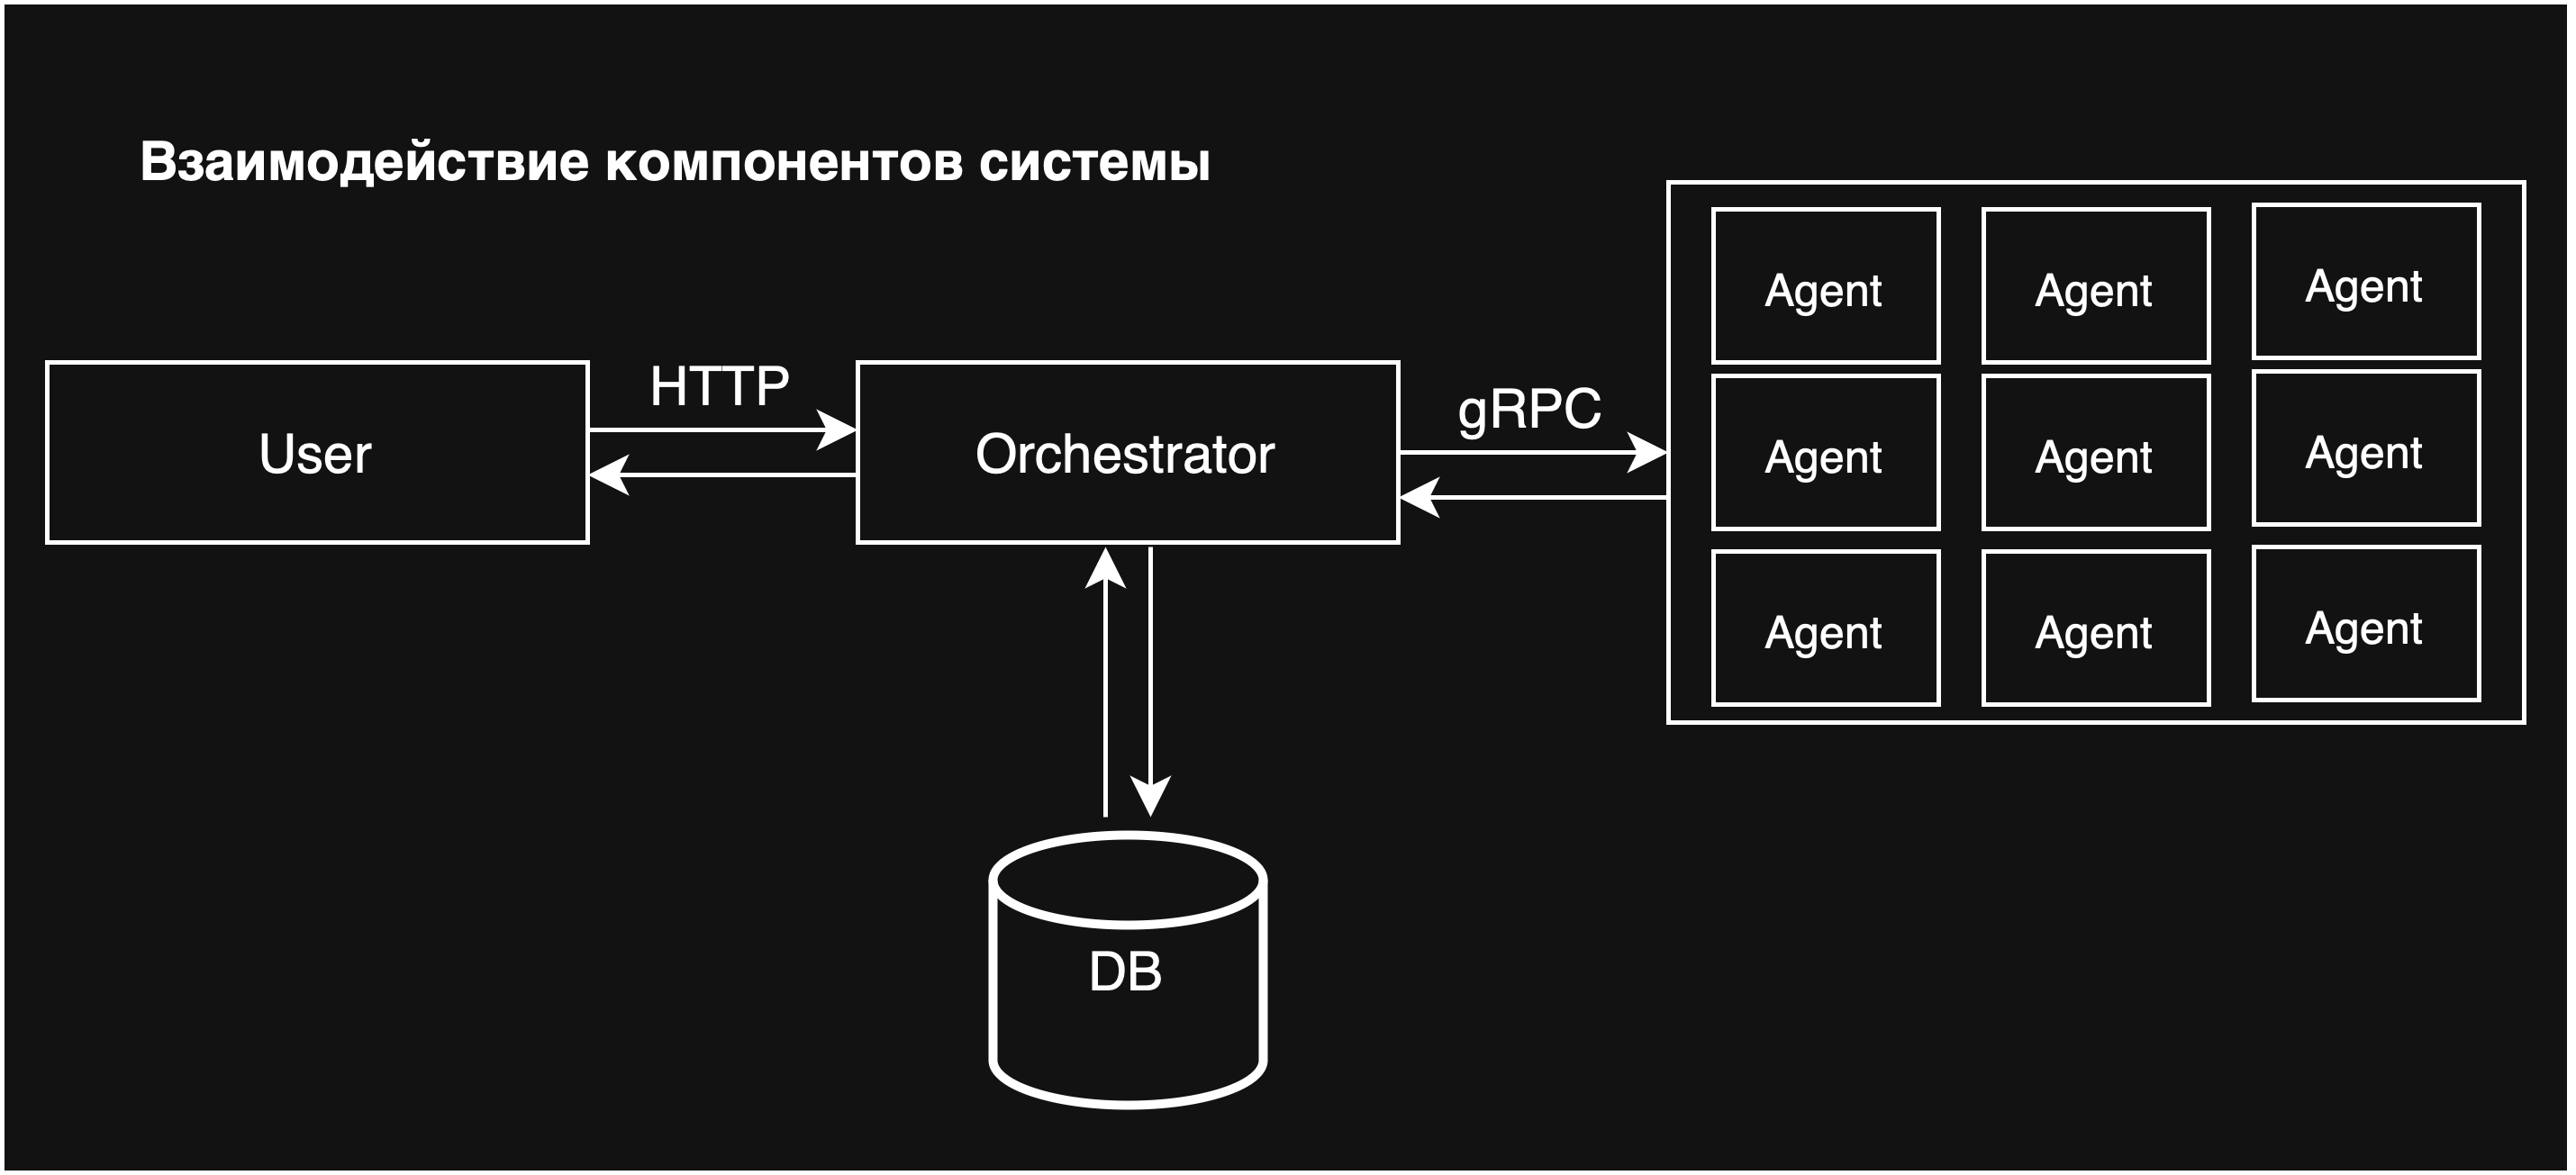 Взаимодействие компонентов системы
User
HTTP
Orchestrator
gRPC
Agent
Agent
Agent
Agent
Agent
Agent
Agent
Agent
Agent
DB